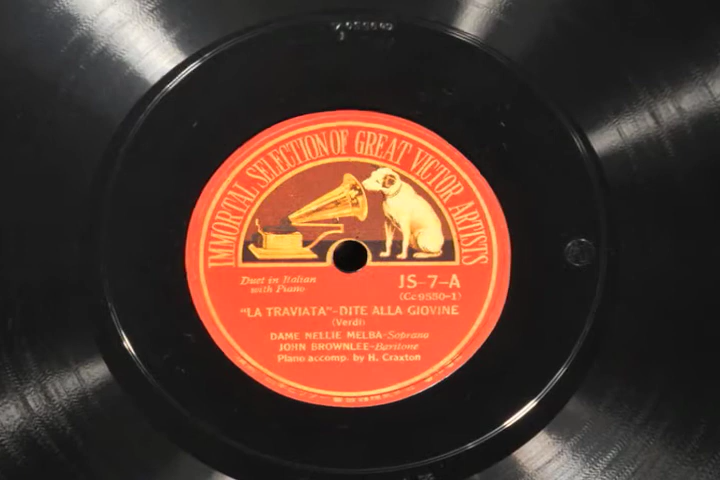 IMMORTAL SELECTION OF GREAT VICTOR ARTISTS
Duet in Italian
with Piano
JS-7-A
(Cc9550-1)
"LA TRAVIATA"-DITE ALLA GIOVINE
(Verdi)
DAME NELLIE MELBA-Soprano
JOHN BROWNLEE-Baritone
Piano accomp. by H. Craxton